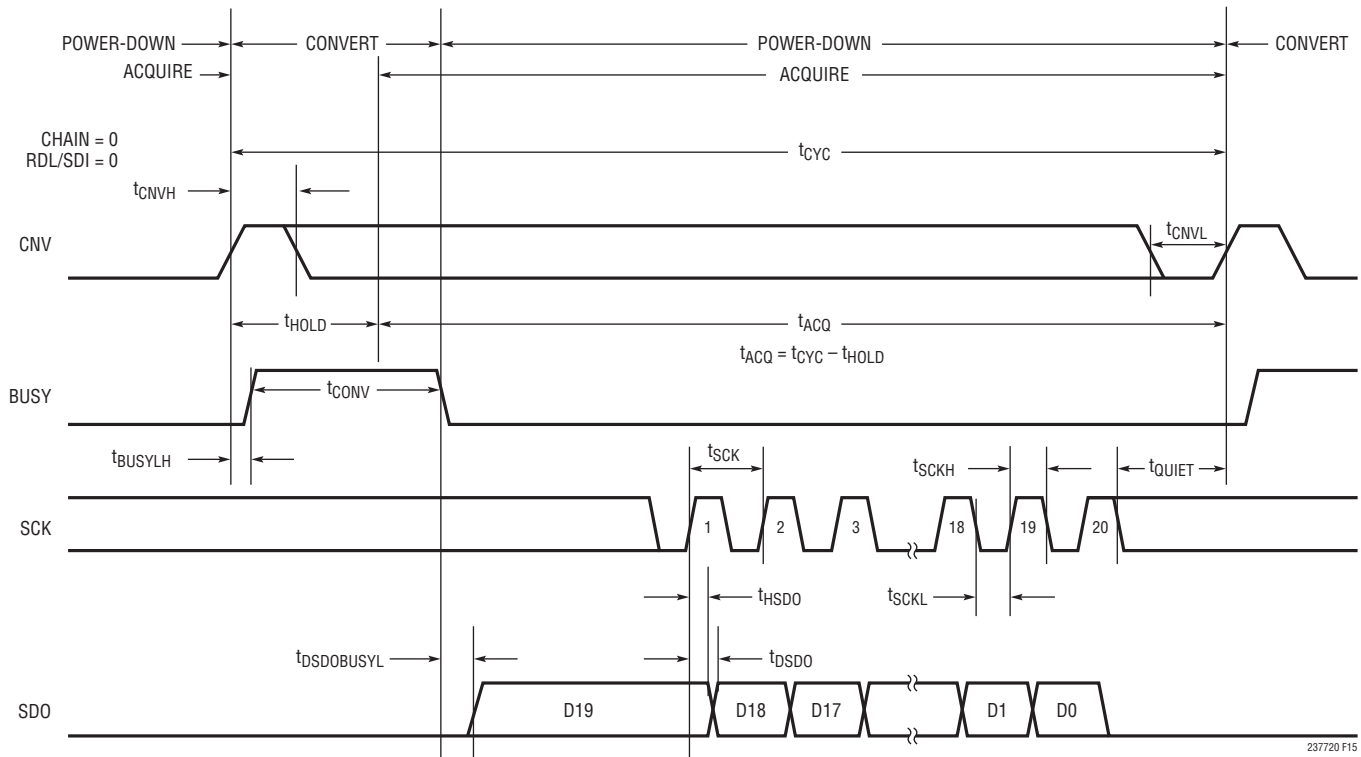 POWER-DOWN CONVERT POWER-DOWN CONVERT
ACQUIRE ACQUIRE
CHAIN = 0
RDL/SDI = 0
tCYC
tCNVH
CNV
tCNVL
tHOLD tACQ
tACQ = tCYC – tHOLD
BUSY
tCONV
tBUSYLH
tSCK tSCKH tQUIET
SCK
1 2 3 18 19 20
tHSDO tSCKL
tDSDOBUSYL tDSDO
SDO
D19 D18 D17 D1 D0
237720 F15